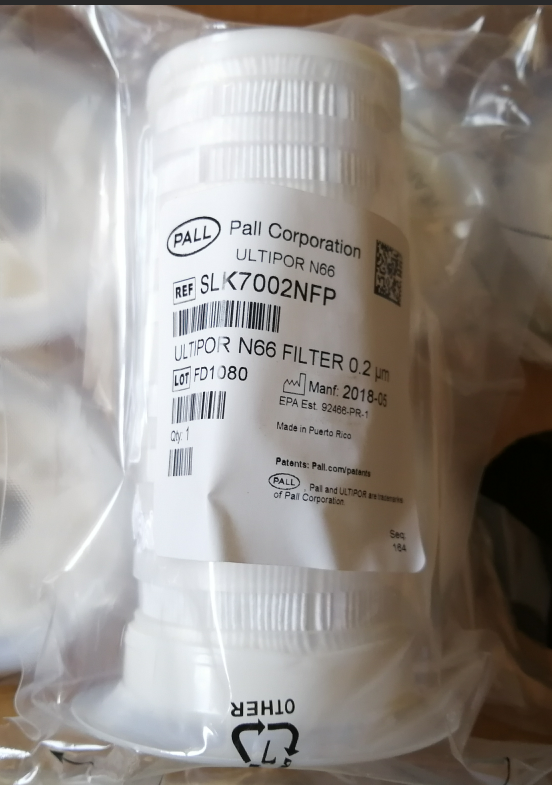 PALL Pall Corporation
ULTIPOR N66
REF SLK7002NFP
ULTIPOR N66 FILTER 0.2 µm
LOT FD1080
Manf: 2018-05
EPA Est. 92466-PR-1
Qty: 1
Made in Puerto Rico
Patents: Pall.com/patents
PALL , Pall and ULTIPOR are trademarks
of Pall Corporation.
Seq.
164
OTHER
7